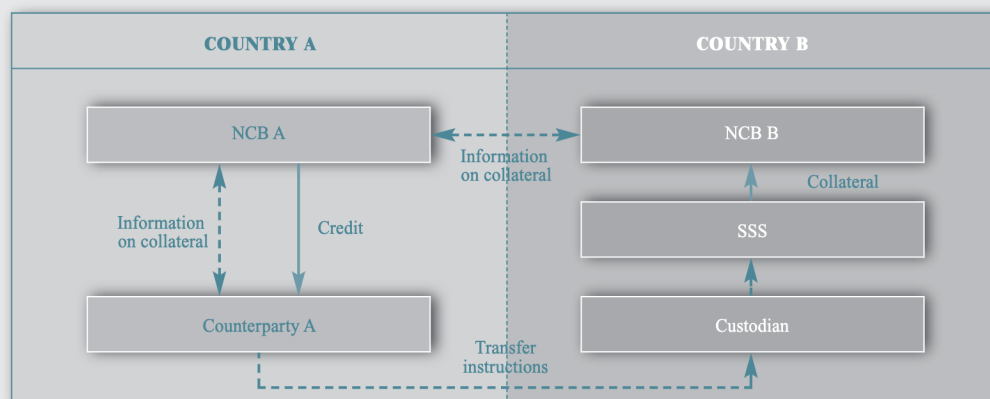 COUNTRY A
COUNTRY B
NCB A
NCB B
Information
on collateral
Collateral
Information
on collateral
Credit
SSS
Counterparty A
Custodian
Transfer
instructions